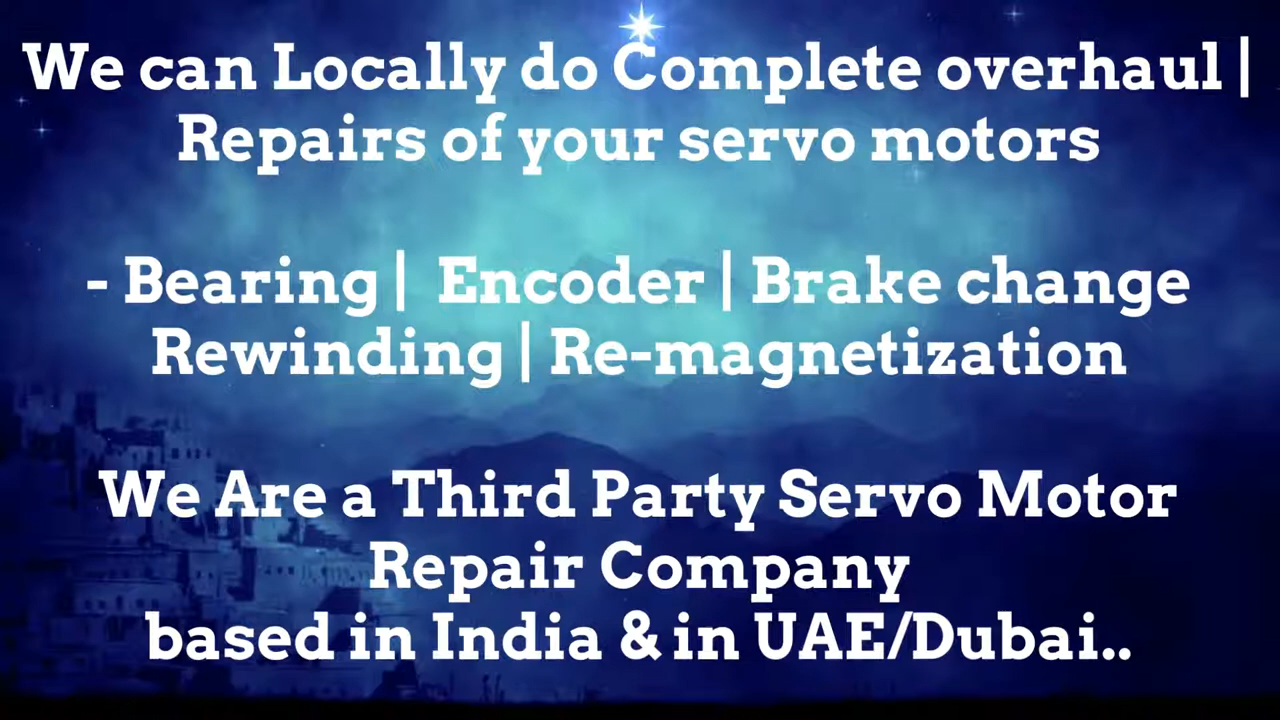 We can Locally do Complete overhaul |
Repairs of your servo motors
- Bearing | Encoder | Brake change
Rewinding | Re-magnetization
We Are a Third Party Servo Motor
Repair Company
based in India & in UAE/Dubai..